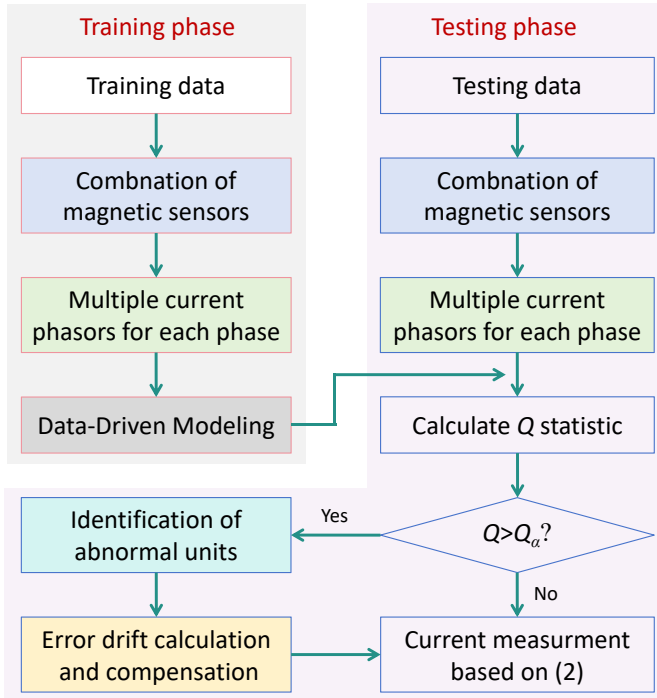 Training phase
Training data
Combnation of
magnetic sensors
Multiple current
phasors for each phase
Data-Driven Modeling
Testing phase
Testing data
Combnation of
magnetic sensors
Multiple current
phasors for each phase
Calculate Q statistic
Q>Qα?
Yes
No
Identification of
abnormal units
Error drift calculation
and compensation
Current measurment
based on (2)